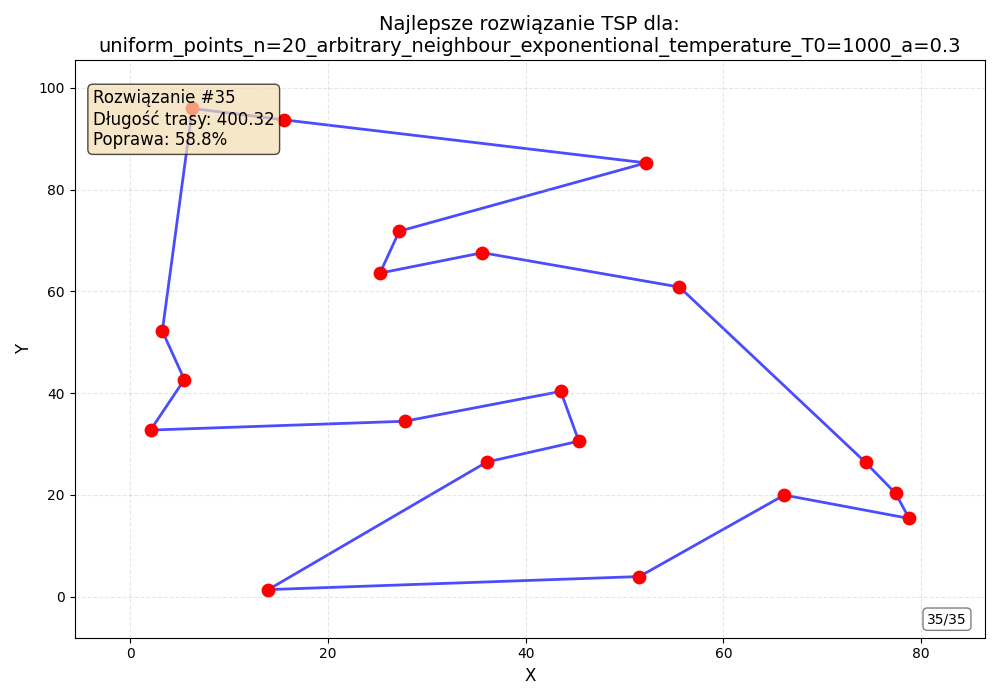 Najlepsze rozwiązanie TSP dla:
uniform_points_n=20_arbitrary_neighbour_exponentional_temperature_T0=1000_a=0.3
Rozwiązanie #35
Długość trasy: 400.32
Poprawa: 58.8%
100
80
60
40
20
0
Y
35/35
0
20
40
60
80
X